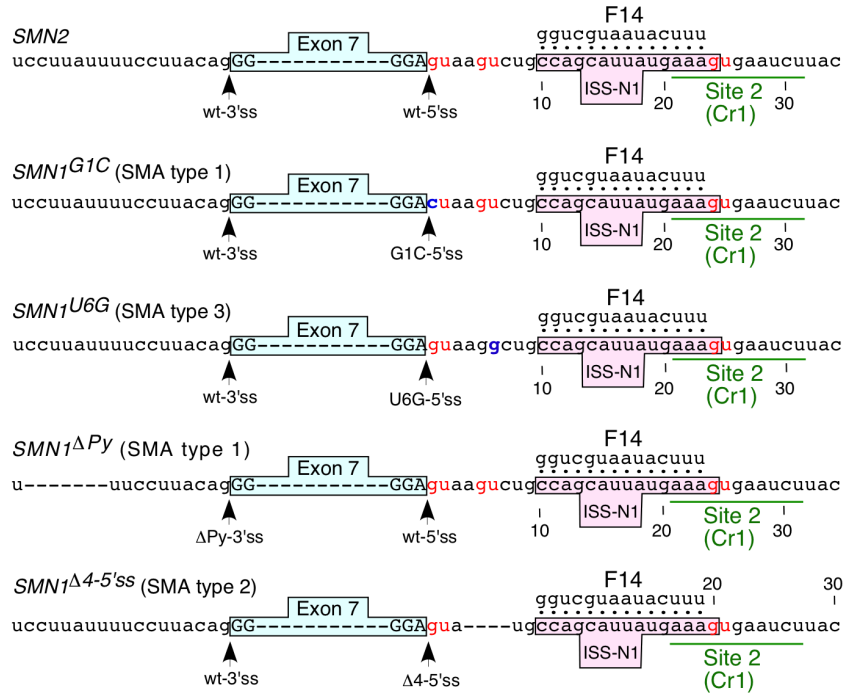 F14
SMN2
ggucguaauacuuu
Exon 7
uccuuauuuuccuuacagGG--------------GGAguaagucugccagcauuaugaaagugaaucuuac
ISS-N1
10 20 30
Site 2
(Cr1)
wt-3'ss wt-5'ss
F14
SMN1G1C (SMA type 1)
ggucguaauacuuu
Exon 7
uccuuauuuuccuuacagGG--------------GGAcuaagucugccagcauuaugaaagugaaucuuac
ISS-N1
10 20 30
Site 2
(Cr1)
wt-3'ss G1C-5'ss
F14
SMN1U6G (SMA type 3)
ggucguaauacuuu
Exon 7
uccuuauuuuccuuacagGG--------------GGAguaaggcugccagcauuaugaaagugaaucuuac
ISS-N1
10 20 30
Site 2
(Cr1)
wt-3'ss U6G-5'ss
F14
SMN1ΔPy (SMA type 1)
ggucguaauacuuu
Exon 7
u-------uuccuuacagGG--------------GGAguaagucugccagcauuaugaaagugaaucuuac
ISS-N1
10 20 30
Site 2
(Cr1)
ΔPy-3'ss wt-5'ss
F14 20 30
SMN1Δ4-5'ss (SMA type 2)
ggucguaauacuuu
Exon 7
uccuuauuuuccuuacagGG--------------GGAgua----ugccagcauuaugaaagugaaucuuac
ISS-N1
Site 2
(Cr1)
wt-3'ss Δ4-5'ss